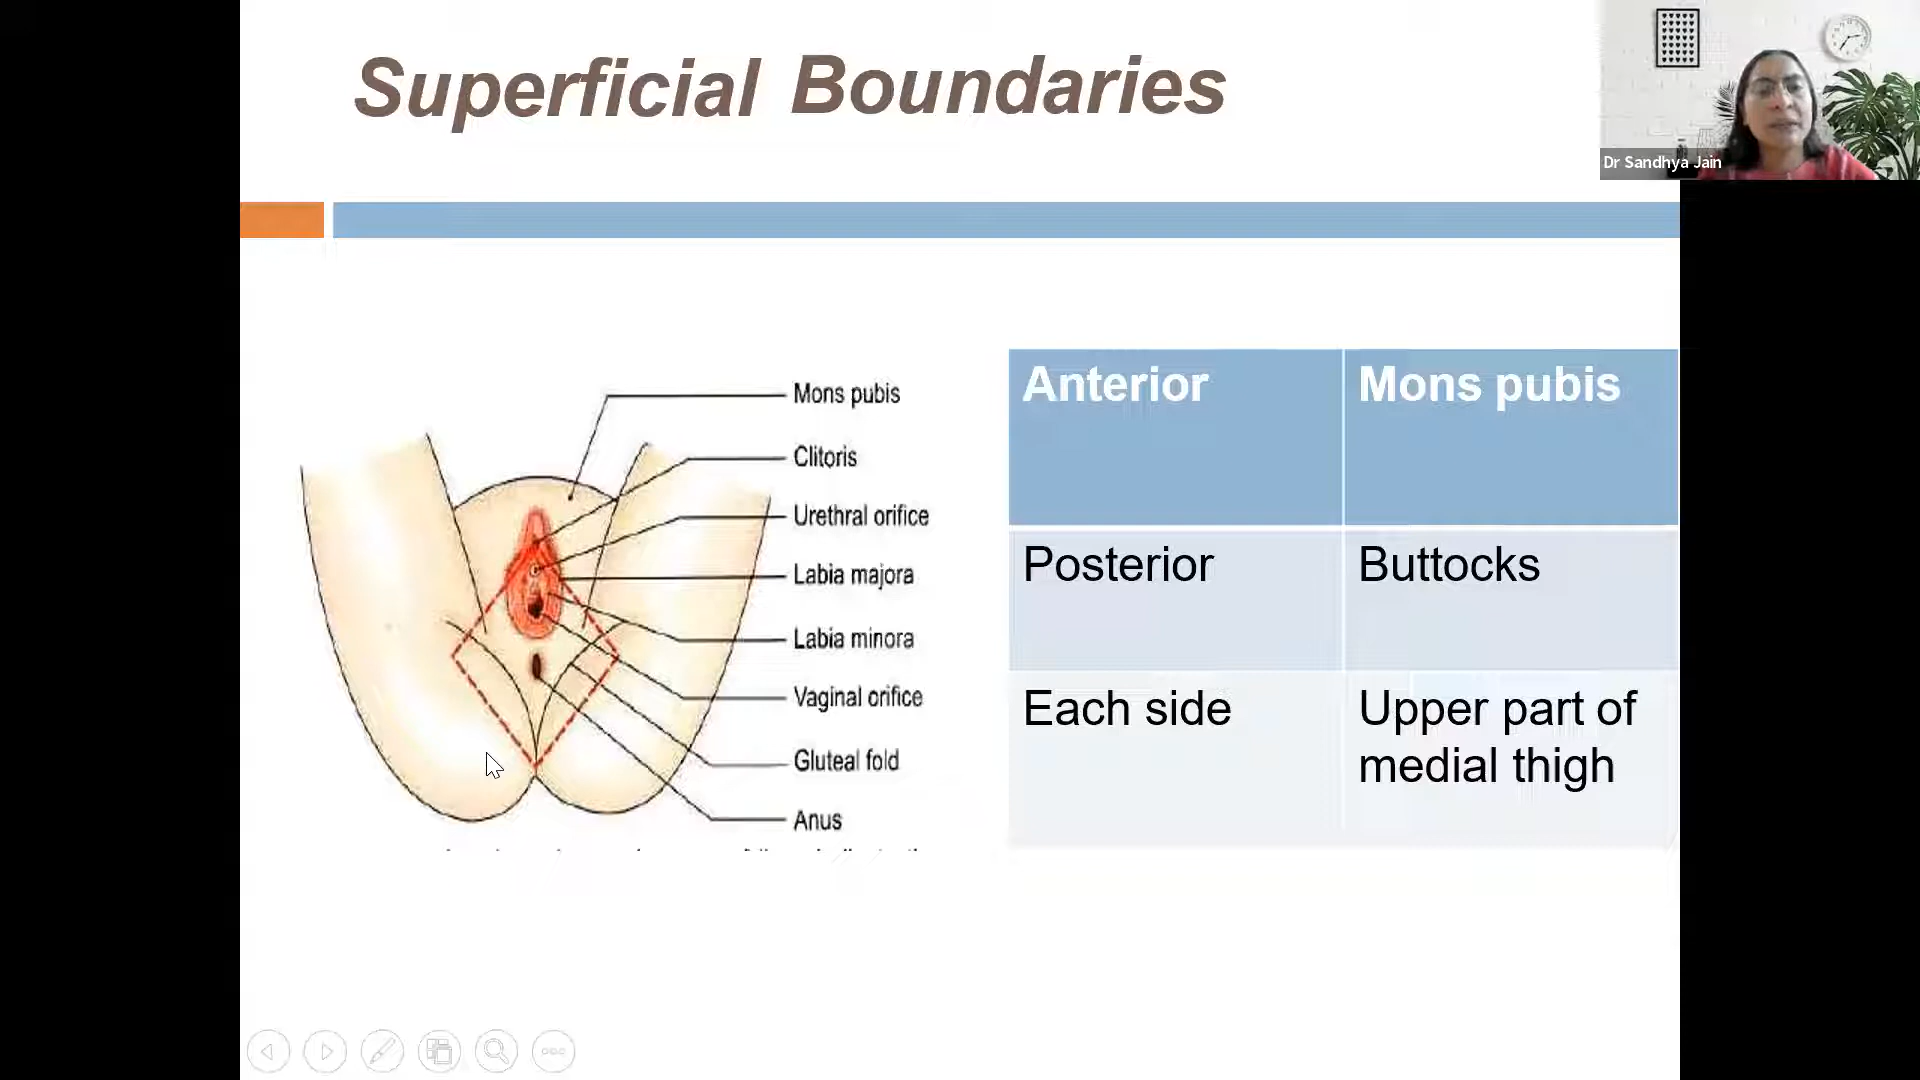 Superficial Boundaries
Dr Sandhya Jain
Mons pubis
Clitoris
Urethral orifice
Labia majora
Labia minora
Vaginal orifice
Gluteal fold
Anus
Anterior
Mons pubis
Posterior
Buttocks
Each side
Upper part of
medial thigh